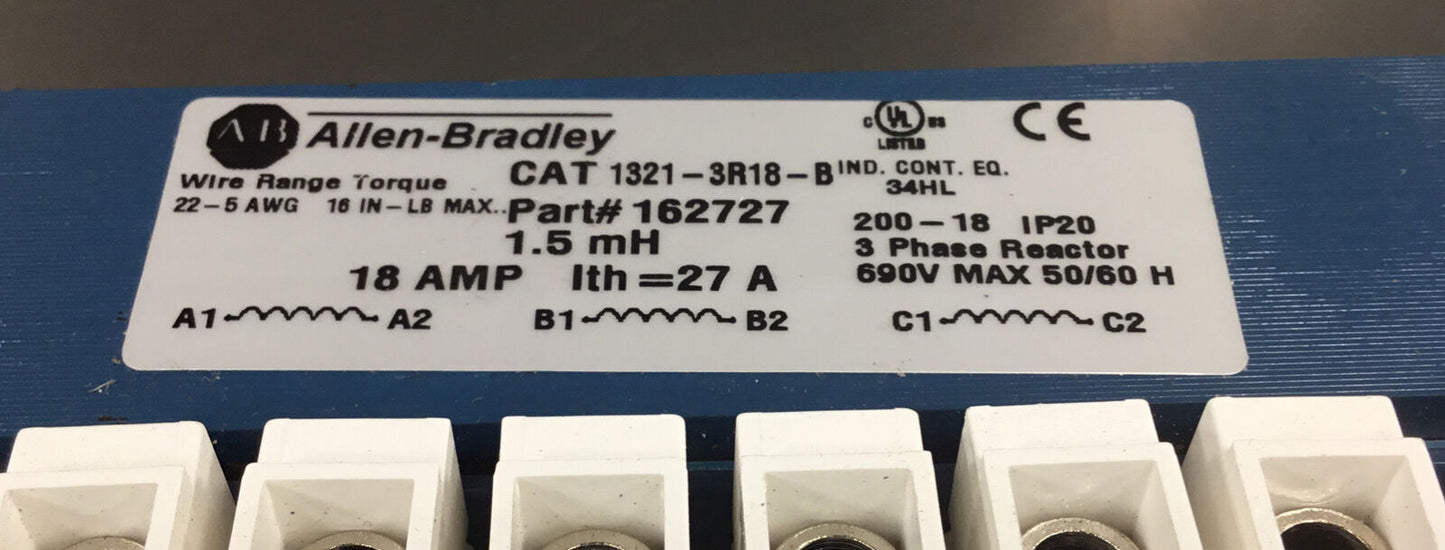 AB Allen-Bradley
C UL US
LISTED
CE
CAT 1321-3R18-B
IND. CONT. EQ.
34HL
Wire Range Torque
22-5 AWG 16 IN-LB MAX..
Part# 162727
1.5 mH
18 AMP Ith=27 A
200-18 IP20
3 Phase Reactor
690V MAX 50/60 H
A1 A2 B1 B2 C1 C2